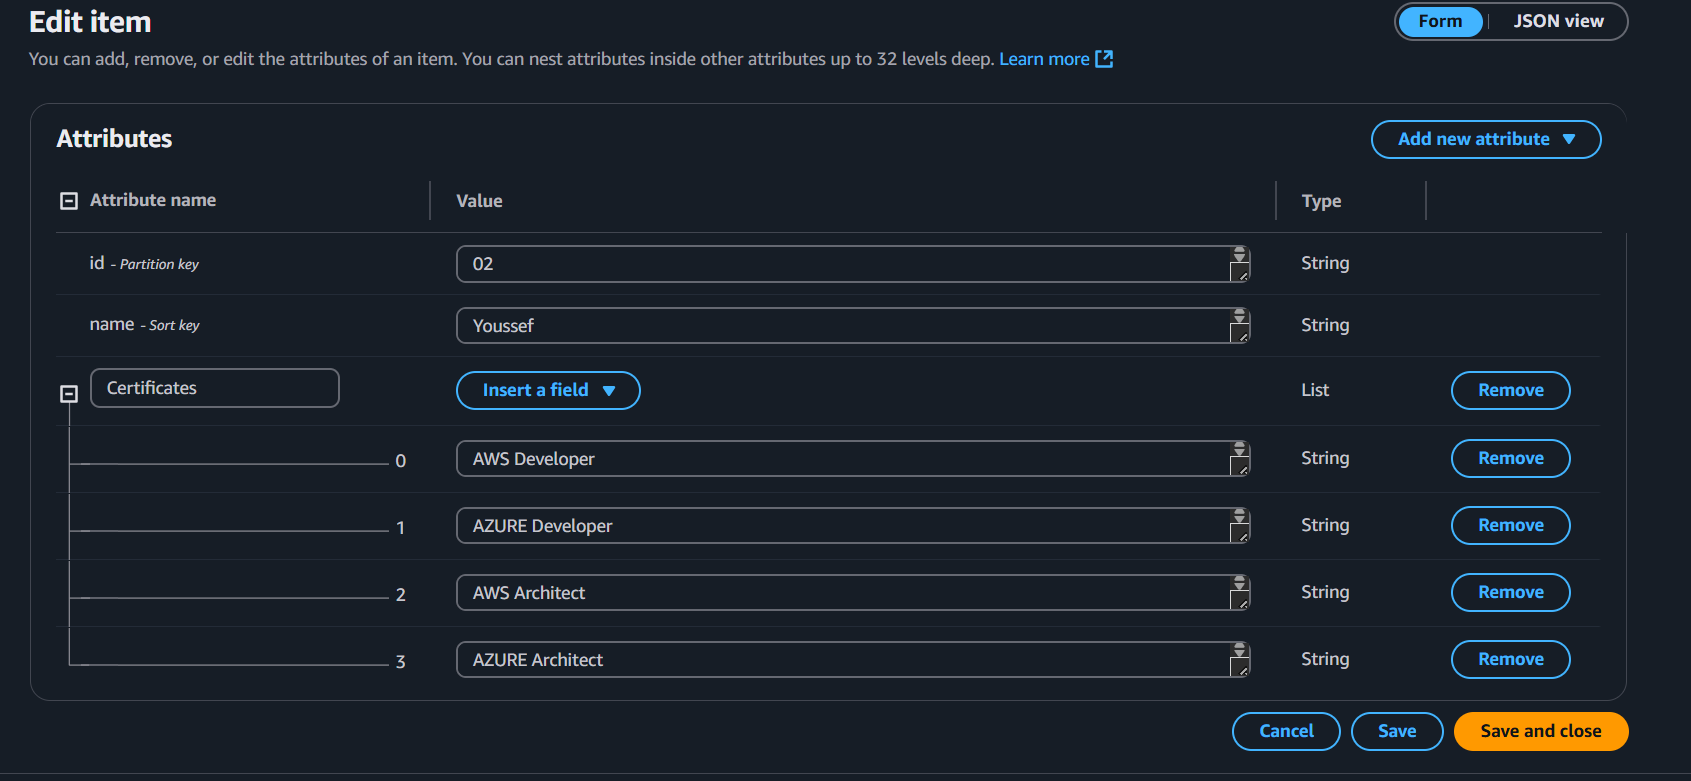 Edit item
Form | JSON view
You can add, remove, or edit the attributes of an item. You can nest attributes inside other attributes up to 32 levels deep. Learn more
Attributes
Add new attribute
Attribute name Value Type
id - Partition key 02 String
name - Sort key Youssef String
Certificates Insert a field List Remove
0 AWS Developer String Remove
1 AZURE Developer String Remove
2 AWS Architect String Remove
3 AZURE Architect String Remove
Cancel Save Save and close